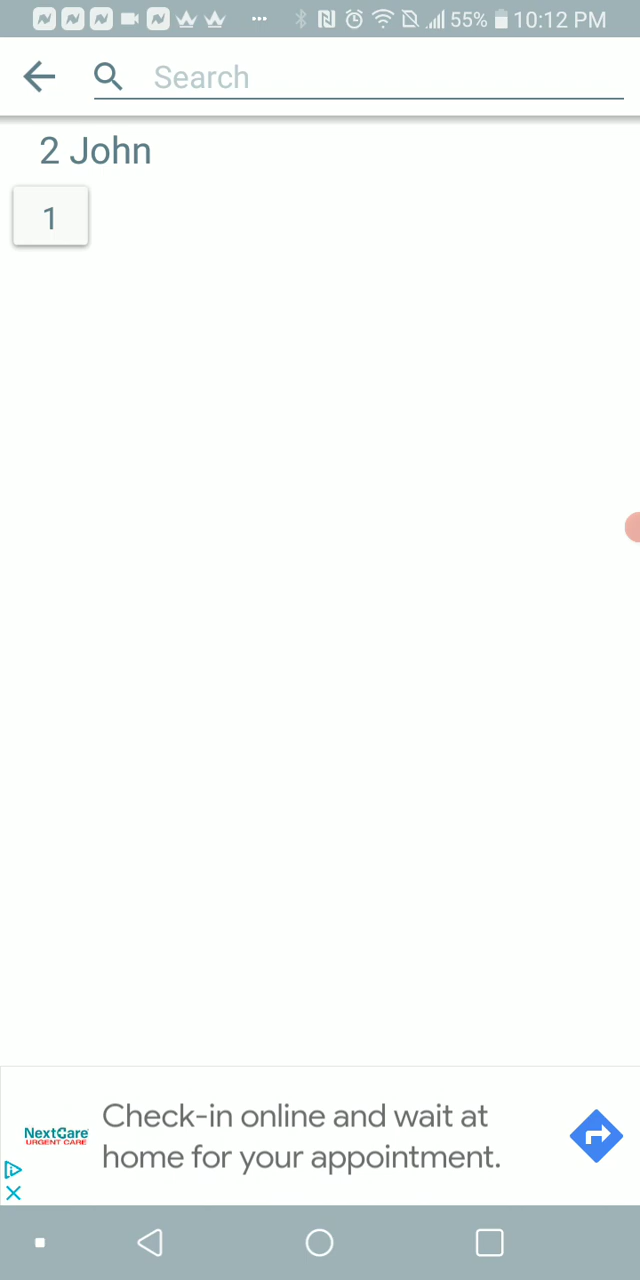 55% 10:12 PM
Search
2 John
1
Check-in online and wait at
home for your appointment.
NextCare
URGENT CARE